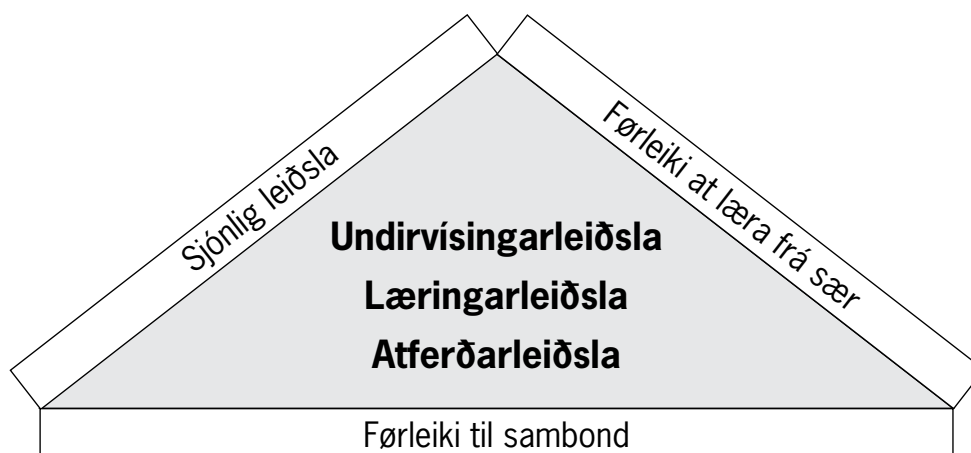 Sjónlig leiðsla
Førleiki at læra frá sær
Undirvísingarleiðsla
Læringarleiðsla
Atferðarleiðsla
Førleiki til sambond